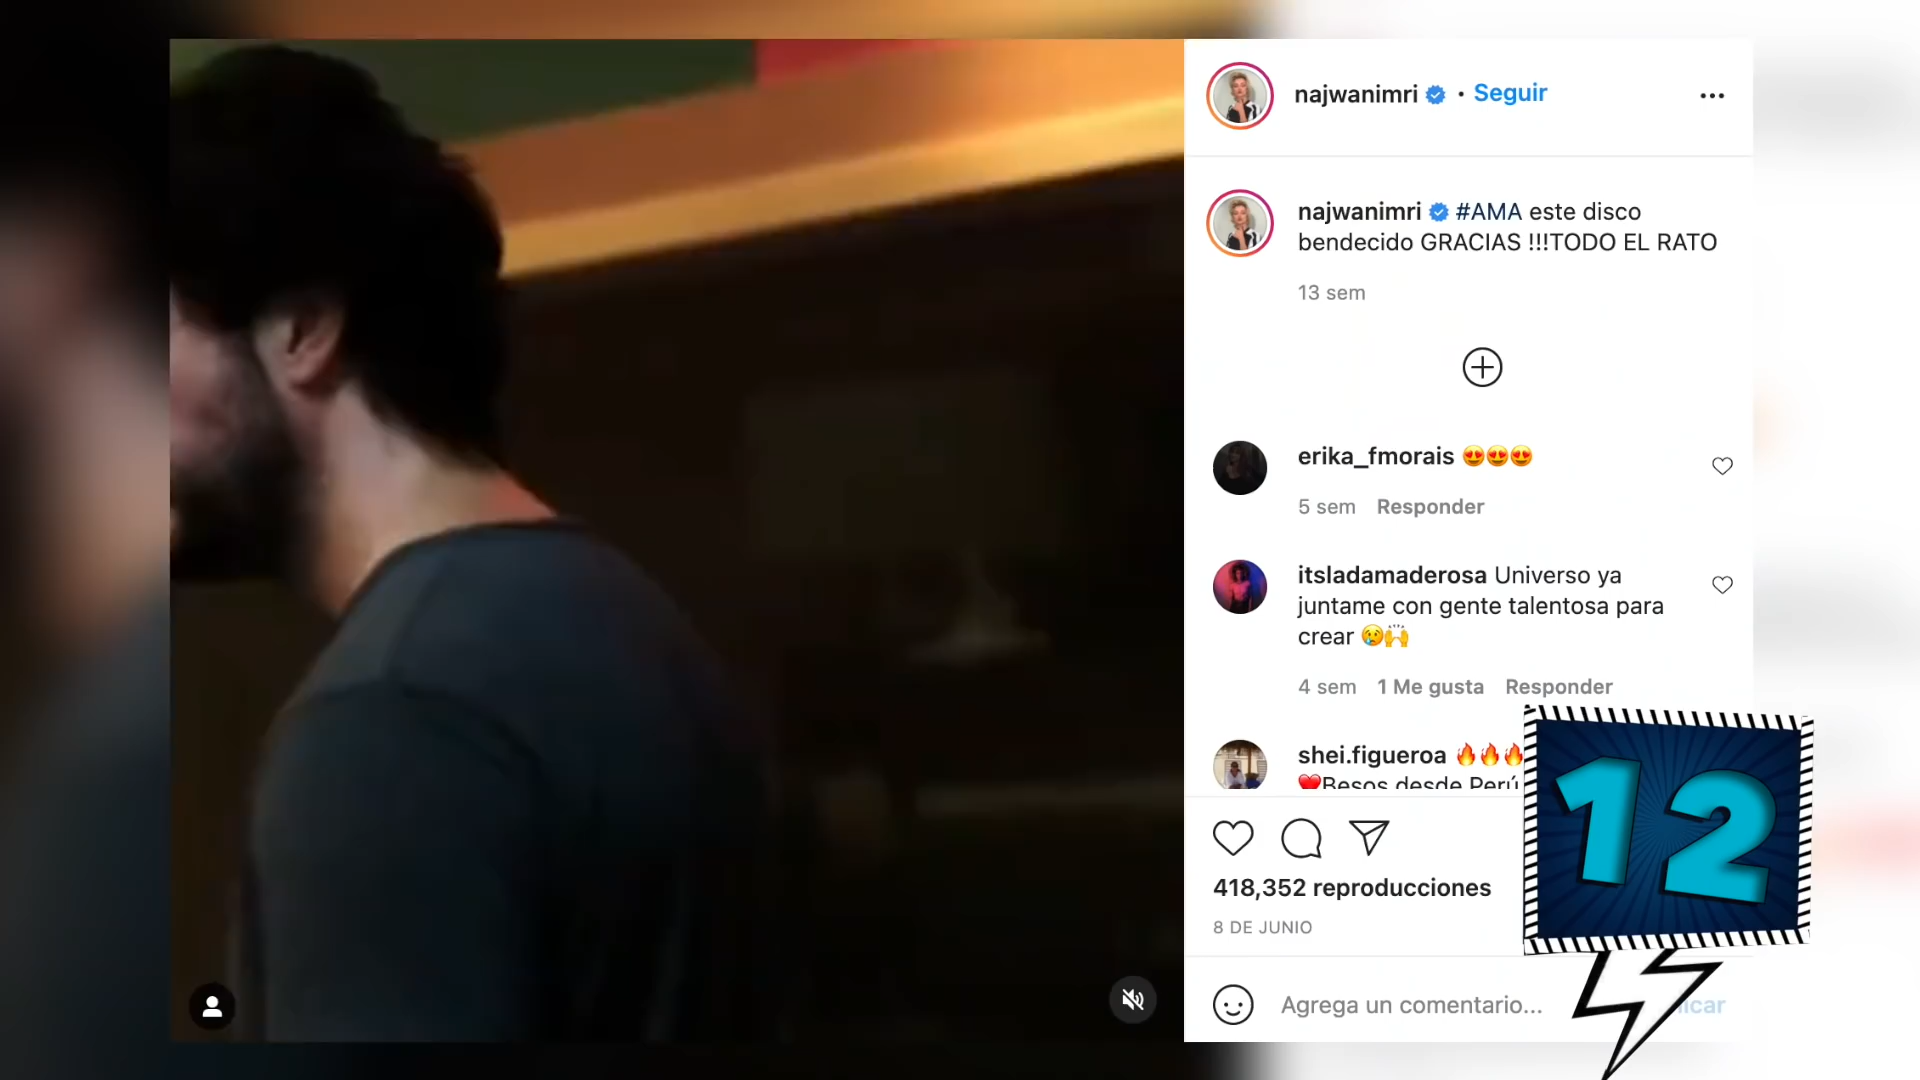 najwanimri • Seguir
najwanimri #AMA este disco
bendecido GRACIAS !!!TODO EL RATO
13 sem
erika_fmorais 😍😍😍
5 sem Responder
itsladamaderosa Universo ya
juntame con gente talentosa para
crear 😢🙌
4 sem 1 Me gusta Responder
shei.figueroa 🔥🔥🔥
❤️Besos desde Perú
418,352 reproducciones
8 DE JUNIO
Agrega un comentario...
12